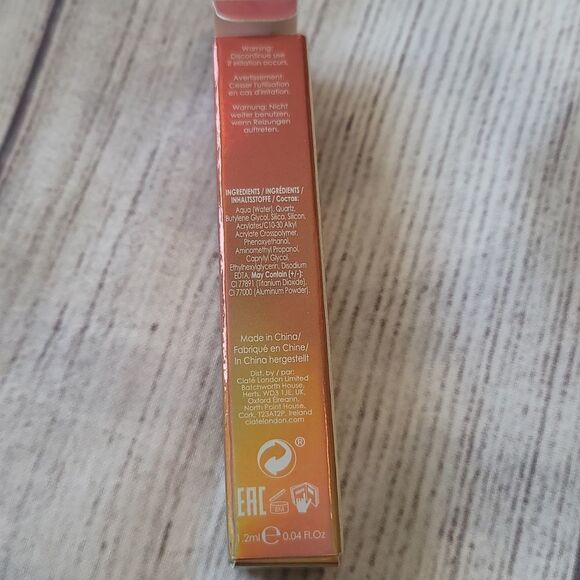 Warning:
Discontinue use
if irritation occurs.
Avertissement:
Cesser l'utilisation
en cas d'irritation.
Warnung: Nicht
weiter benutzen,
wenn Reizungen
auftreten.
INGREDIENTS / INGRÉDIENTS /
INHALTSSTOFFE / Состав:
Aqua (Water), Quartz,
Butylene Glycol, Silica, Silicon,
Acrylates/C10-30 Alkyl
Acrylate Crosspolymer,
Phenoxyethanol,
Aminomethyl Propanol,
Caprylyl Glycol,
Ethylhexylglycerin, Disodium
EDTA. May Contain (+/-):
CI 77891 (Titanium Dioxide),
CI 77000 (Aluminum Powder).
Made in China/
Fabriqué en Chine/
In China hergestellt
Dist. by / par:
Ciaté London Limited
Batchworth House,
Herts, WD3 1JE, UK,
Oxford Eireann,
North Point House,
Cork, T23AT2P, Ireland
ciatelondon.com
®
EAC
1.2ml ℮ 0.04 Fl.Oz